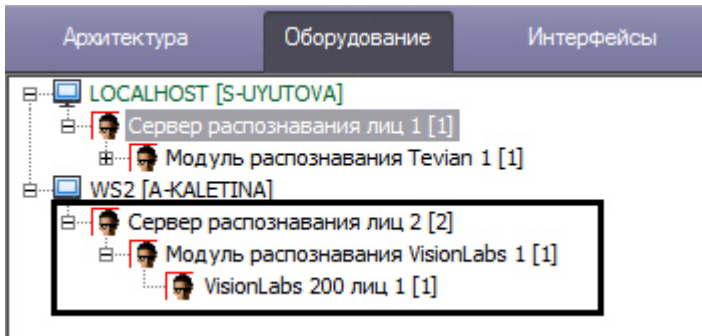 Архитектура Оборудование Интерфейсы
LOCALHOST [S-UYUTOVA]
Сервер распознавания лиц 1 [1]
Модуль распознавания Tevian 1 [1]
WS2 [A-KALETINA]
Сервер распознавания лиц 2 [2]
Модуль распознавания VisionLabs 1 [1]
VisionLabs 200 лиц 1 [1]